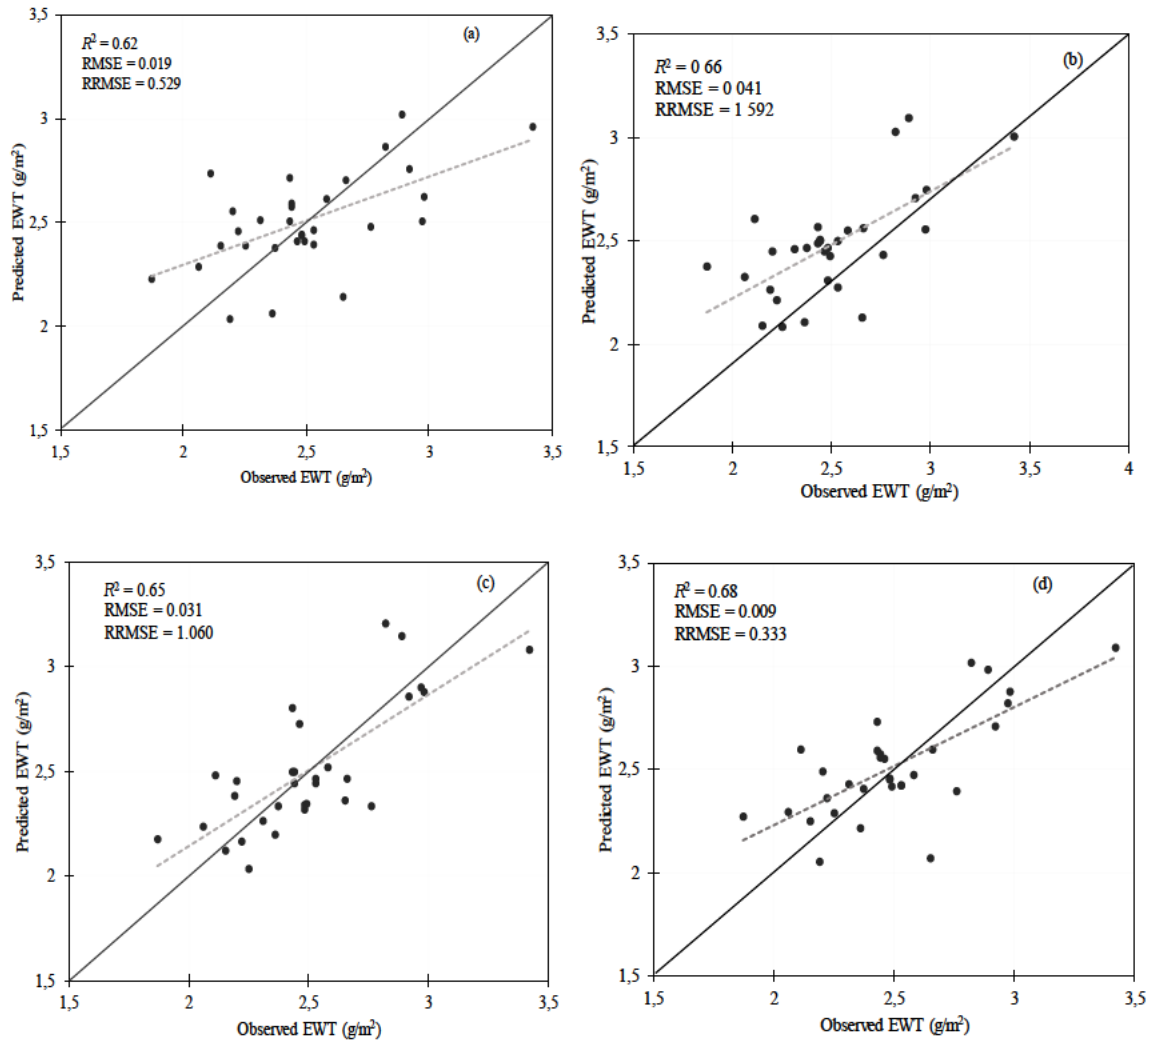 (a)
R² = 0.62
RMSE = 0.019
RRMSE = 0.529
3,5
3
2,5
2
1,5
Predicted EWT (g/m²)
1,5 2 2,5 3 3,5
Observed EWT (g/m²)
(b)
R² = 0 66
RMSE = 0 041
RRMSE = 1 592
3,5
3
2,5
2
1,5
Predicted EWT (g/m²)
1,5 2 2,5 3 3,5 4
Observed EWT (g/m²)
(c)
R² = 0.65
RMSE = 0.031
RRMSE = 1.060
3,5
3
2,5
2
1,5
Predicted EWT (g/m²)
1,5 2 2,5 3 3,5
Observed EWT (g/m²)
(d)
R² = 0.68
RMSE = 0.009
RRMSE = 0.333
3,5
3
2,5
2
1,5
Predicted EWT (g/m²)
1,5 2 2,5 3 3,5
Observed EWT (g/m²)